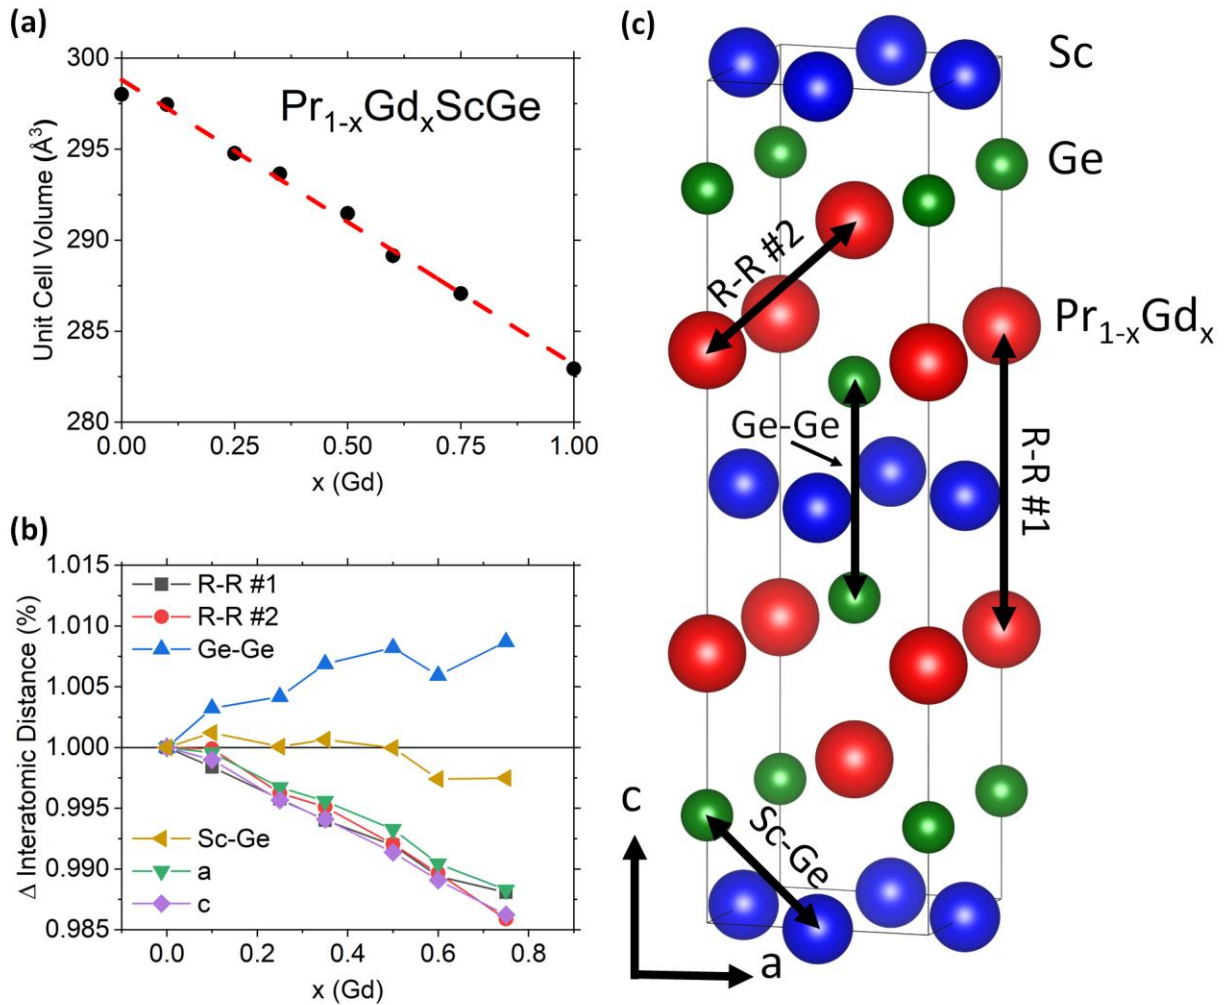 (a)
300
295
290
285
280
Unit Cell Volume (Å³)
Pr₁₋ₓGdₓScGe
0.00 0.25 0.50 0.75 1.00
x (Gd)
(b)
1.015
1.010
1.005
1.000
0.995
0.990
0.985
Δ Interatomic Distance (%)
R-R #1
R-R #2
Ge-Ge
Sc-Ge
a
c
0.0 0.2 0.4 0.6 0.8
x (Gd)
(c)
Sc
Ge
R-R #2
Pr₁₋ₓGdₓ
Ge-Ge
R-R #1
Sc-Ge
c
a